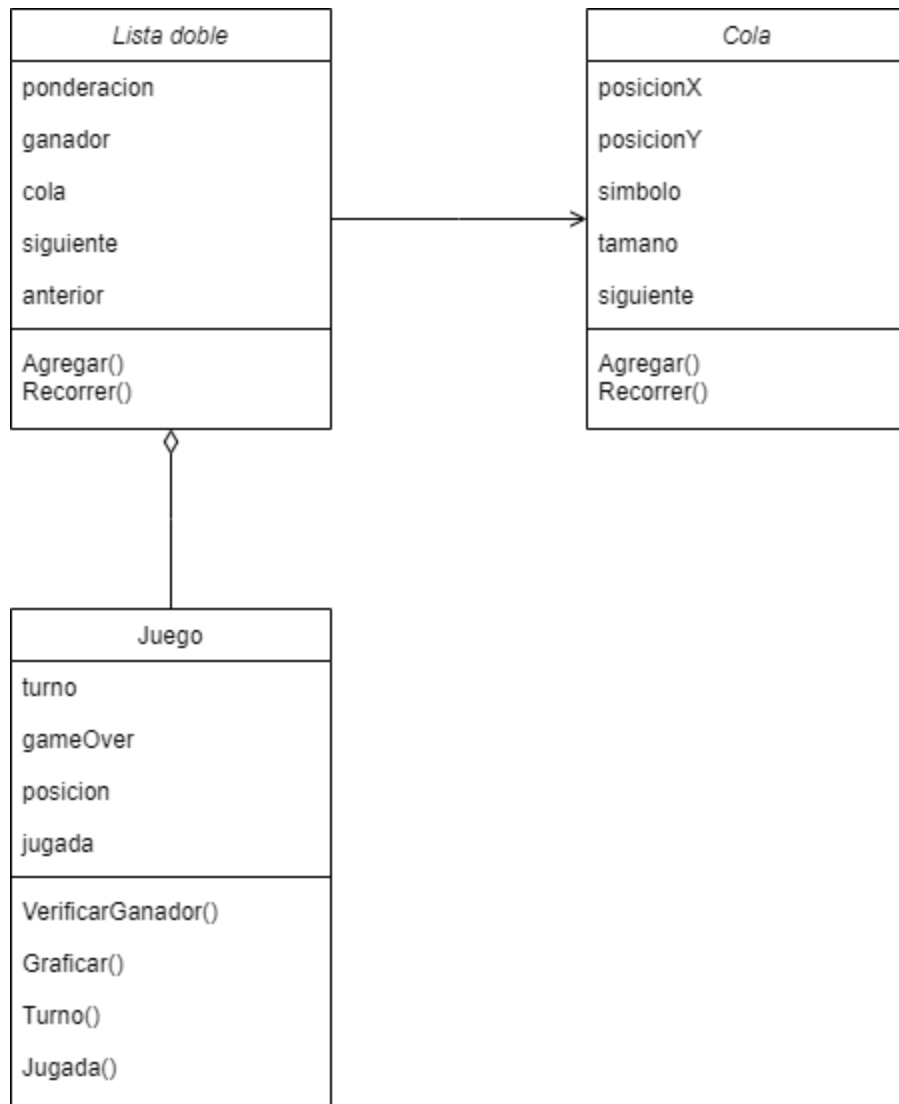 Lista doble
ponderacion
ganador
cola
siguiente
anterior
Agregar()
Recorrer()
Cola
posicionX
posicionY
simbolo
tamano
siguiente
Agregar()
Recorrer()
Juego
turno
gameOver
posicion
jugada
VerificarGanador()
Graficar()
Turno()
Jugada()